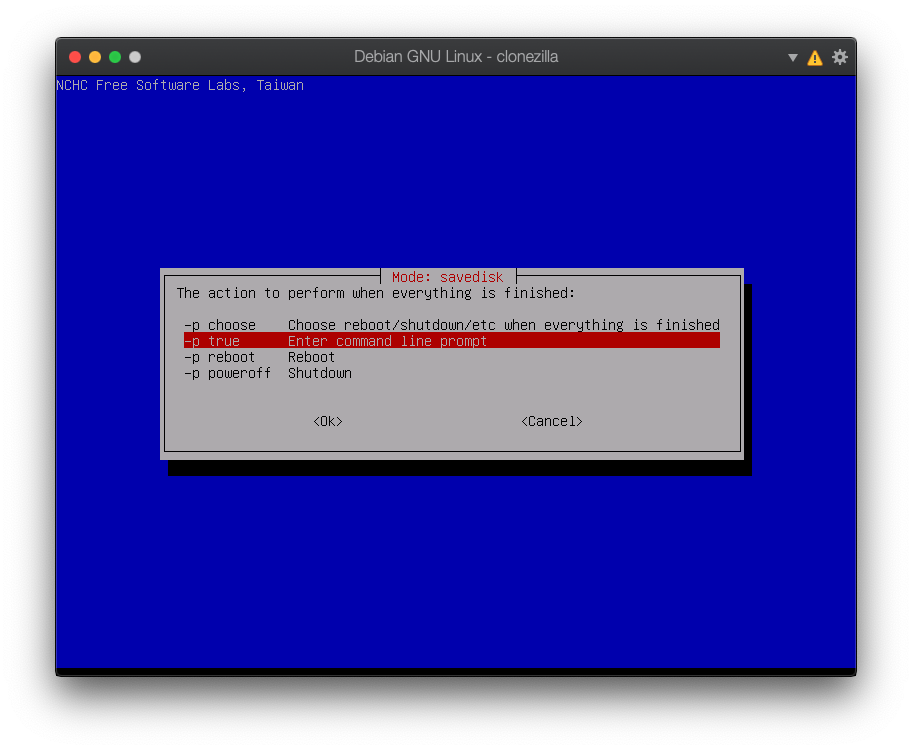 Debian GNU Linux - clonezilla
NCHC Free Software Labs, Taiwan
Mode: savedisk
The action to perform when everything is finished:
-p choose Choose reboot/shutdown/etc when everything is finished
-p true Enter command line prompt
-p reboot Reboot
-p poweroff Shutdown
<Ok> <Cancel>